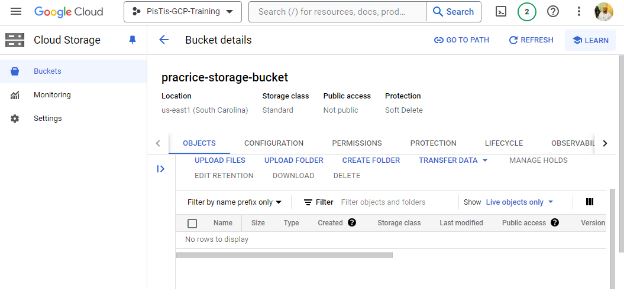 Google Cloud
PisTis-GCP-Training
Search (/) for resources, docs, prod…
Search
2
Cloud Storage
Bucket details
GO TO PATH
REFRESH
LEARN
Buckets
Monitoring
Settings
pracrice-storage-bucket
Location Storage class Public access Protection
us-east1 (South Carolina) Standard Not public Soft Delete
OBJECTS CONFIGURATION PERMISSIONS PROTECTION LIFECYCLE OBSERVABIL
UPLOAD FILES UPLOAD FOLDER CREATE FOLDER TRANSFER DATA MANAGE HOLDS
EDIT RETENTION DOWNLOAD DELETE
Filter by name prefix only Filter Filter objects and folders Show Live objects only
Name Size Type Created Storage class Last modified Public access Version
No rows to display